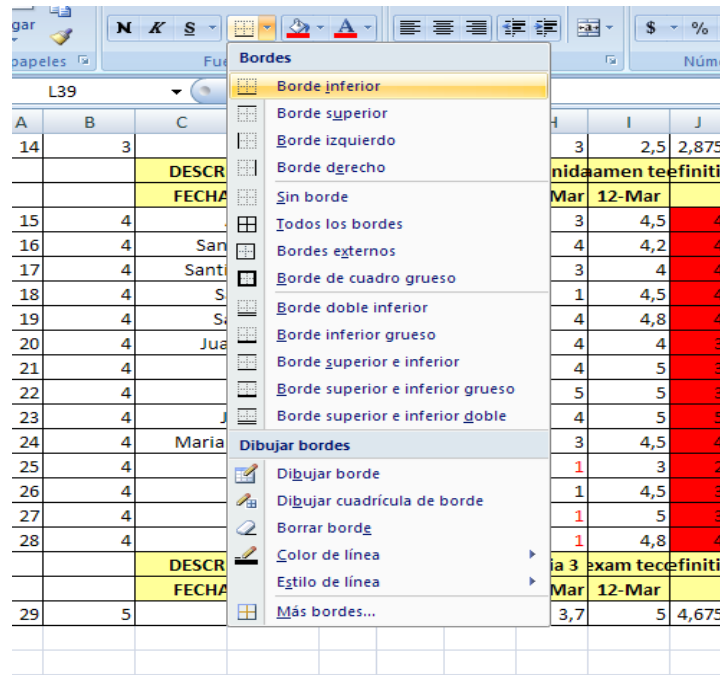 gar
N K S $ %
papeles Fue Núme
L39
A B C H I J
14 3 3 2,5 2,875
DESCR nida amen te efiniti
FECHA Mar 12-Mar
15 4 3 4,5
16 4 San 4 4,2
17 4 Santi 3 4
18 4 S 1 4,5
19 4 Sa 4 4,8
20 4 Jua 4 4
21 4 4 5
22 4 5 5
23 4 J 4 5
24 4 Maria 3 4,5
25 4 1 3
26 4 1 4,5
27 4 1 5
28 4 1 4,8
DESCR ia 3 exam tec efiniti
FECHA Mar 12-Mar
29 5 3,7 5 4,675
Bordes
Borde inferior
Borde superior
Borde izquierdo
Borde derecho
Sin borde
Todos los bordes
Bordes externos
Borde de cuadro grueso
Borde doble inferior
Borde inferior grueso
Borde superior e inferior
Borde superior e inferior grueso
Borde superior e inferior doble
Dibujar bordes
Dibujar borde
Dibujar cuadrícula de borde
Borrar borde
Color de línea
Estilo de línea
Más bordes...